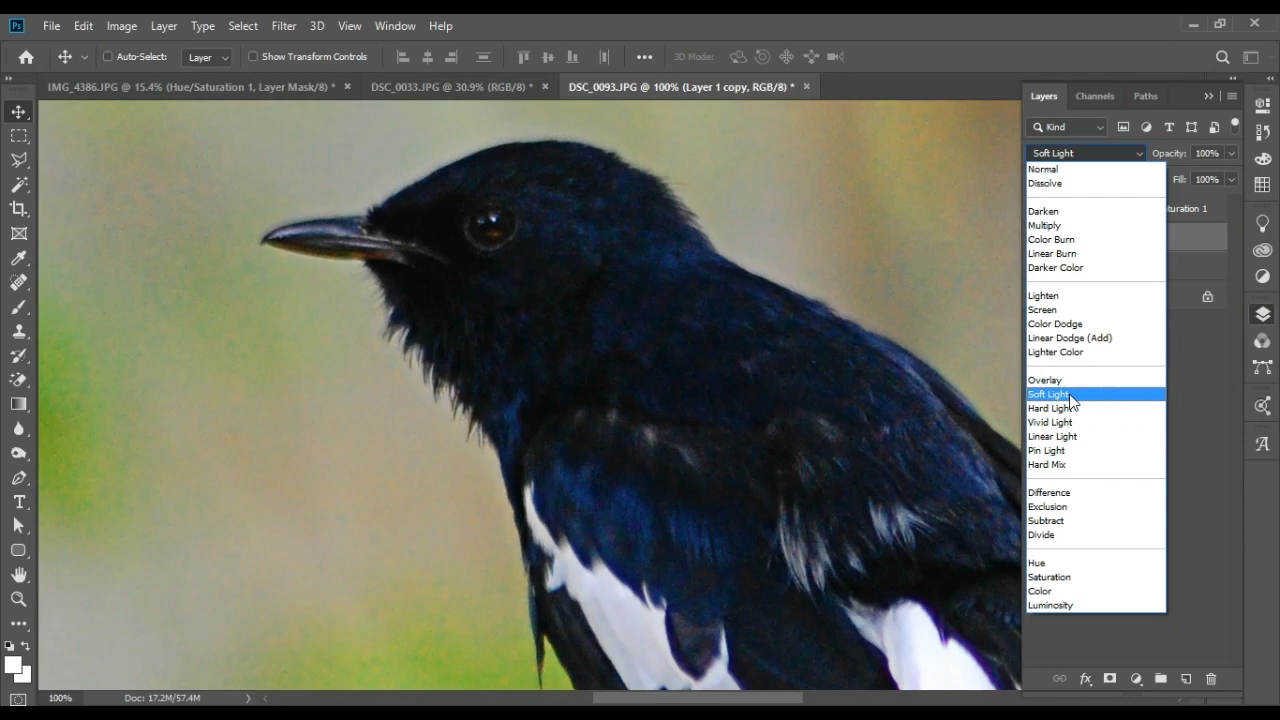 Ps File Edit Image Layer Type Select Filter 3D View Window Help
Auto-Select: Layer Show Transform Controls 3D Mode:
IMG_4386.JPG @ 15.4% (Hue/Saturation 1, Layer Mask/8) * DSC_0033.JPG @ 30.9% (RGB/8) * DSC_0093.JPG @ 100% (Layer 1 copy, RGB/8) *
Layers Channels Paths
Kind
Soft Light Opacity: 100%
Fill: 100%
Normal
Dissolve
Darken
Multiply
Color Burn
Linear Burn
Darker Color
Lighten
Screen
Color Dodge
Linear Dodge (Add)
Lighter Color
Overlay
Soft Light
Hard Light
Vivid Light
Linear Light
Pin Light
Hard Mix
Difference
Exclusion
Subtract
Divide
Hue
Saturation
Color
Luminosity
turation 1
100% Doc: 17.2M/57.4M